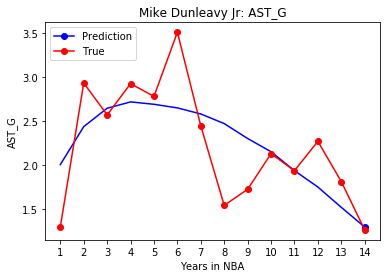 Mike Dunleavy Jr: AST_G
Prediction
True
AST_G
3.5
3.0
2.5
2.0
1.5
1 2 3 4 5 6 7 8 9 10 11 12 13 14
Years in NBA